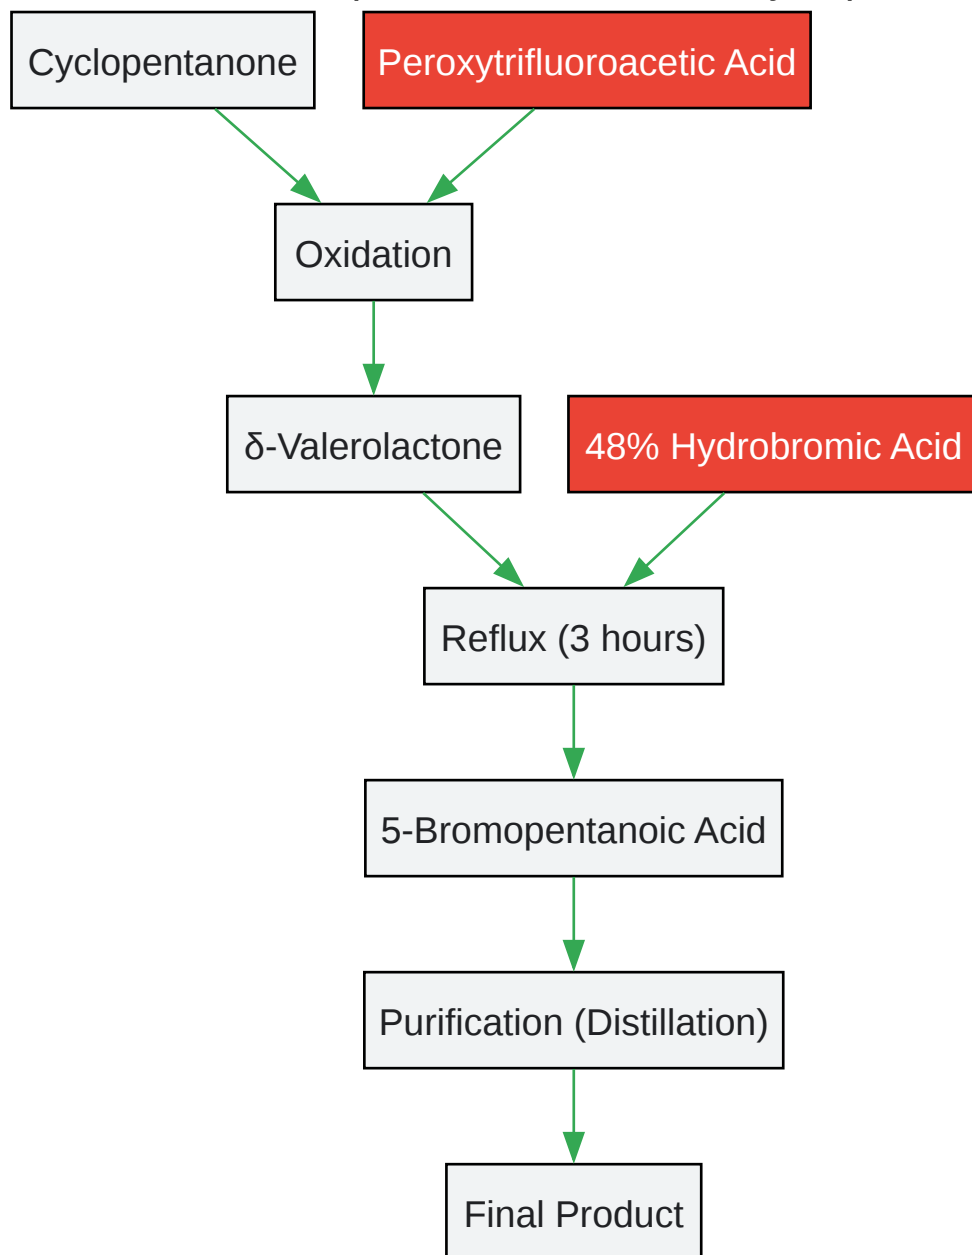 Cyclopentanone
Peroxytrifluoroacetic Acid
Oxidation
δ-Valerolactone
48% Hydrobromic Acid
Reflux (3 hours)
5-Bromopentanoic Acid
Purification (Distillation)
Final Product